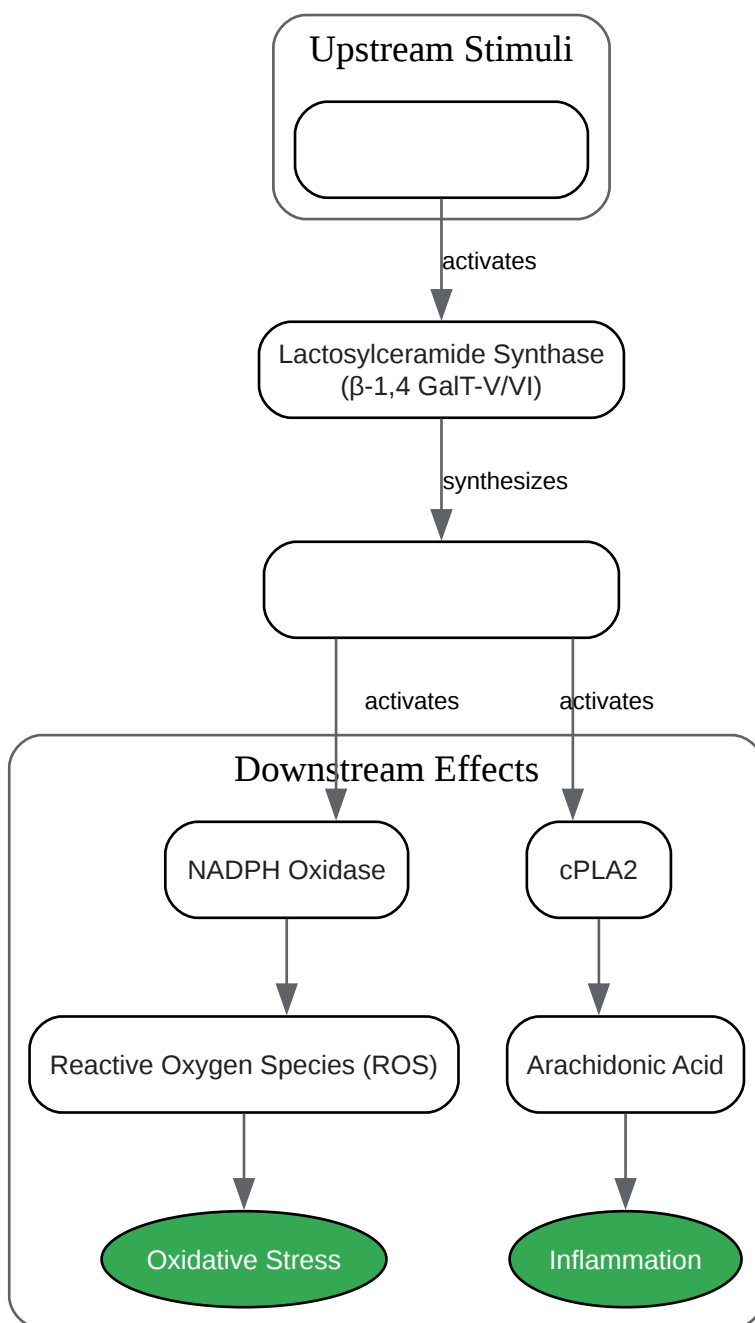 Upstream Stimuli
activates
Lactosylceramide Synthase
(β-1,4 GalT-V/VI)
synthesizes
activates
activates
Downstream Effects
NADPH Oxidase
cPLA2
Reactive Oxygen Species (ROS)
Arachidonic Acid
Oxidative Stress
Inflammation